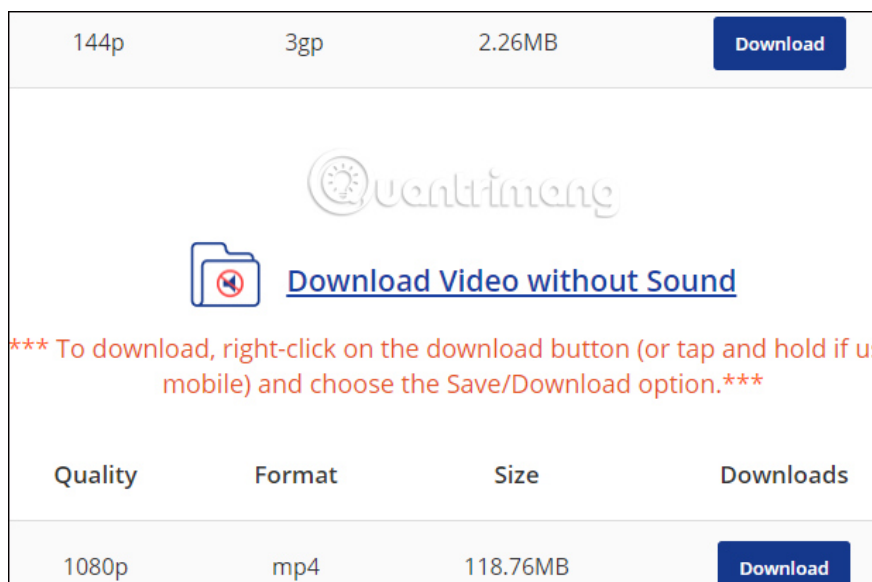 144p 3gp 2.26MB Download
Quantrimang
Download Video without Sound
*** To download, right-click on the download button (or tap and hold if us
mobile) and choose the Save/Download option.***
Quality Format Size Downloads
1080p mp4 118.76MB Download